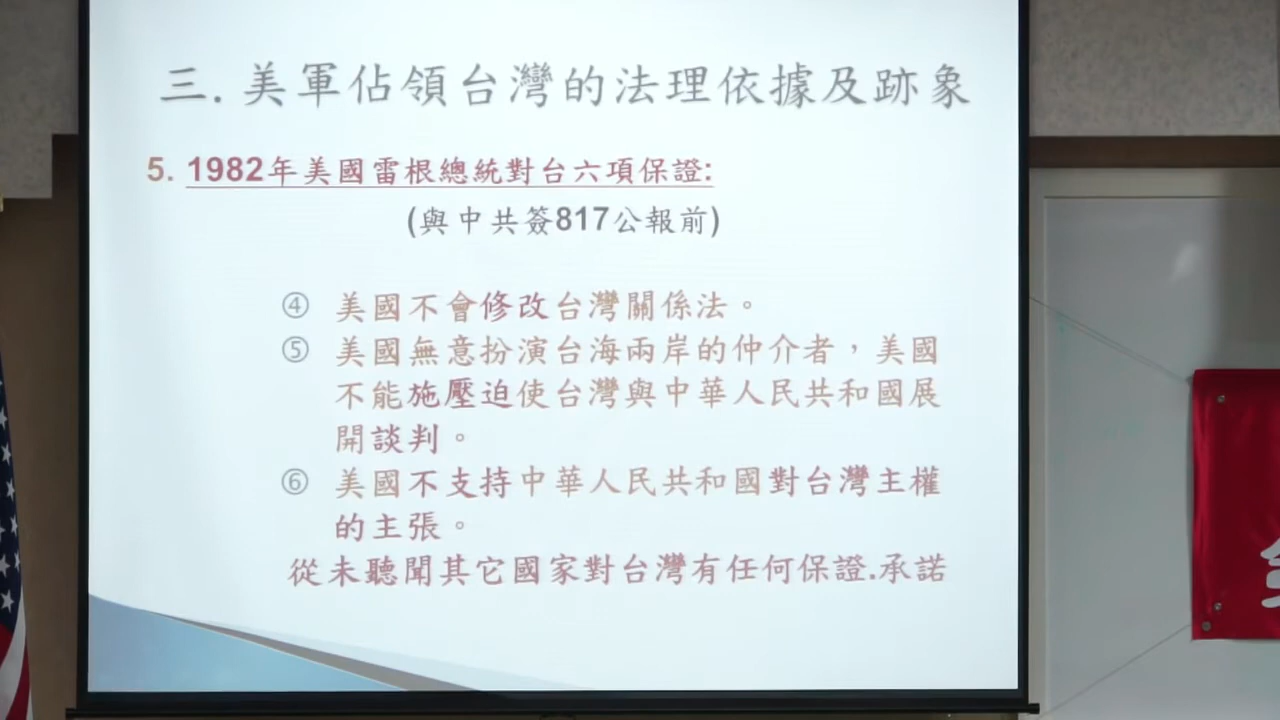 三.美軍佔領台灣的法理依據及跡象
5. 1982年美國雷根總統對台六項保證:
(與中共簽817公報前)
④ 美國不會修改台灣關係法。
⑤ 美國無意扮演台海兩岸的仲介者，美國
不能施壓迫使台灣與中華人民共和國展
開談判。
⑥ 美國不支持中華人民共和國對台灣主權
的主張。
從未聽聞其它國家對台灣有任何保證.承諾